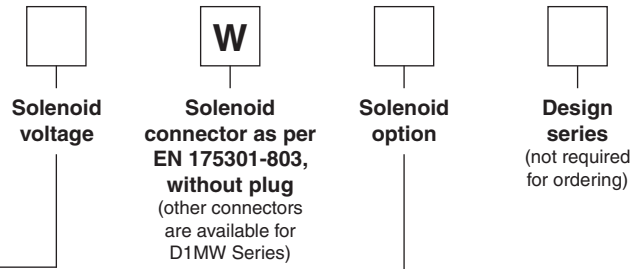 W
Solenoid
voltage
Solenoid
connector as per
EN 175301-803,
without plug
(other connectors
are available for
D1MW Series)
Solenoid
option
Design
series
(not required
for ordering)